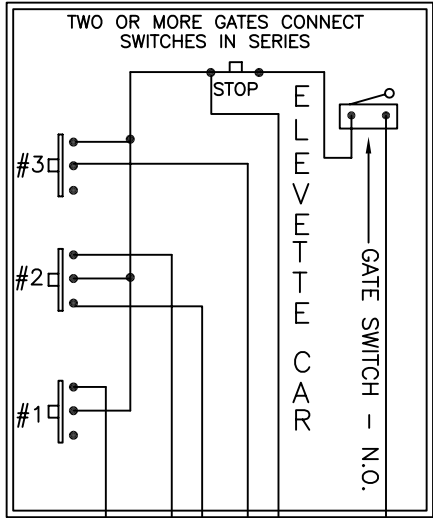 TWO OR MORE GATES CONNECT
SWITCHES IN SERIES
STOP
#3
#2
#1
ELEVETTE CAR
GATE SWITCH - N.O.